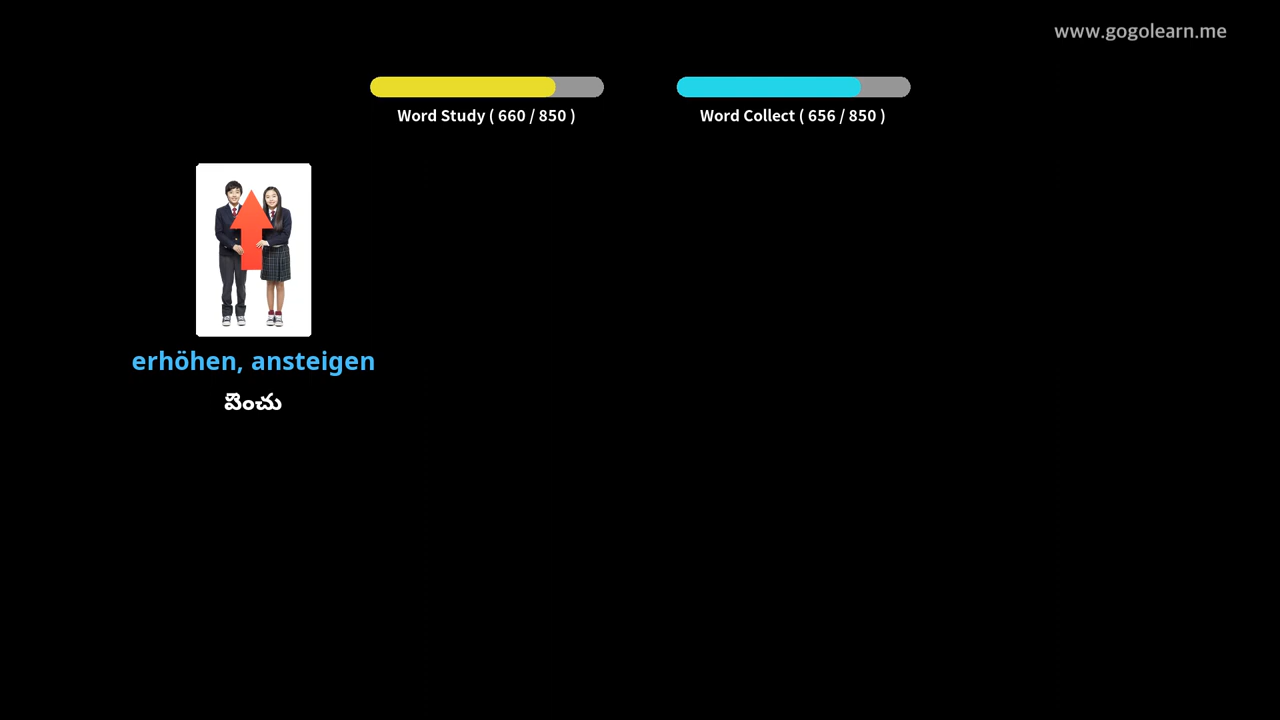 www.gogolearn.me
Word Study ( 660 / 850 )
Word Collect ( 656 / 850 )
erhöhen, ansteigen
పెంచు